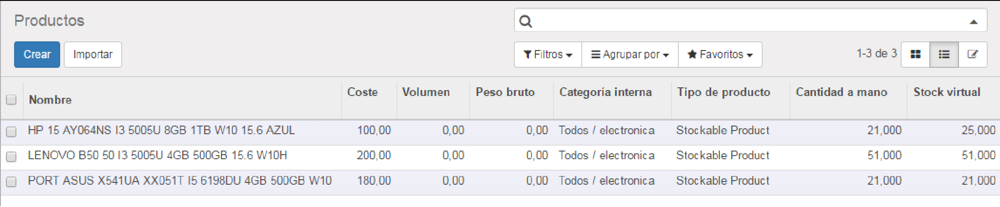 Productos
Crear Importar Filtros Agrupar por Favoritos 1-3 de 3
Nombre Coste Volumen Peso bruto Categoría interna Tipo de producto Cantidad a mano Stock virtual
HP 15 AY064NS I3 5005U 8GB 1TB W10 15.6 AZUL 100,00 0,00 0,00 Todos / electronica Stockable Product 21,000 25,000
LENOVO B50 50 I3 5005U 4GB 500GB 15.6 W10H 200,00 0,00 0,00 Todos / electronica Stockable Product 51,000 51,000
PORT ASUS X541UA XX051T I5 6198DU 4GB 500GB W10 180,00 0,00 0,00 Todos / electronica Stockable Product 21,000 21,000